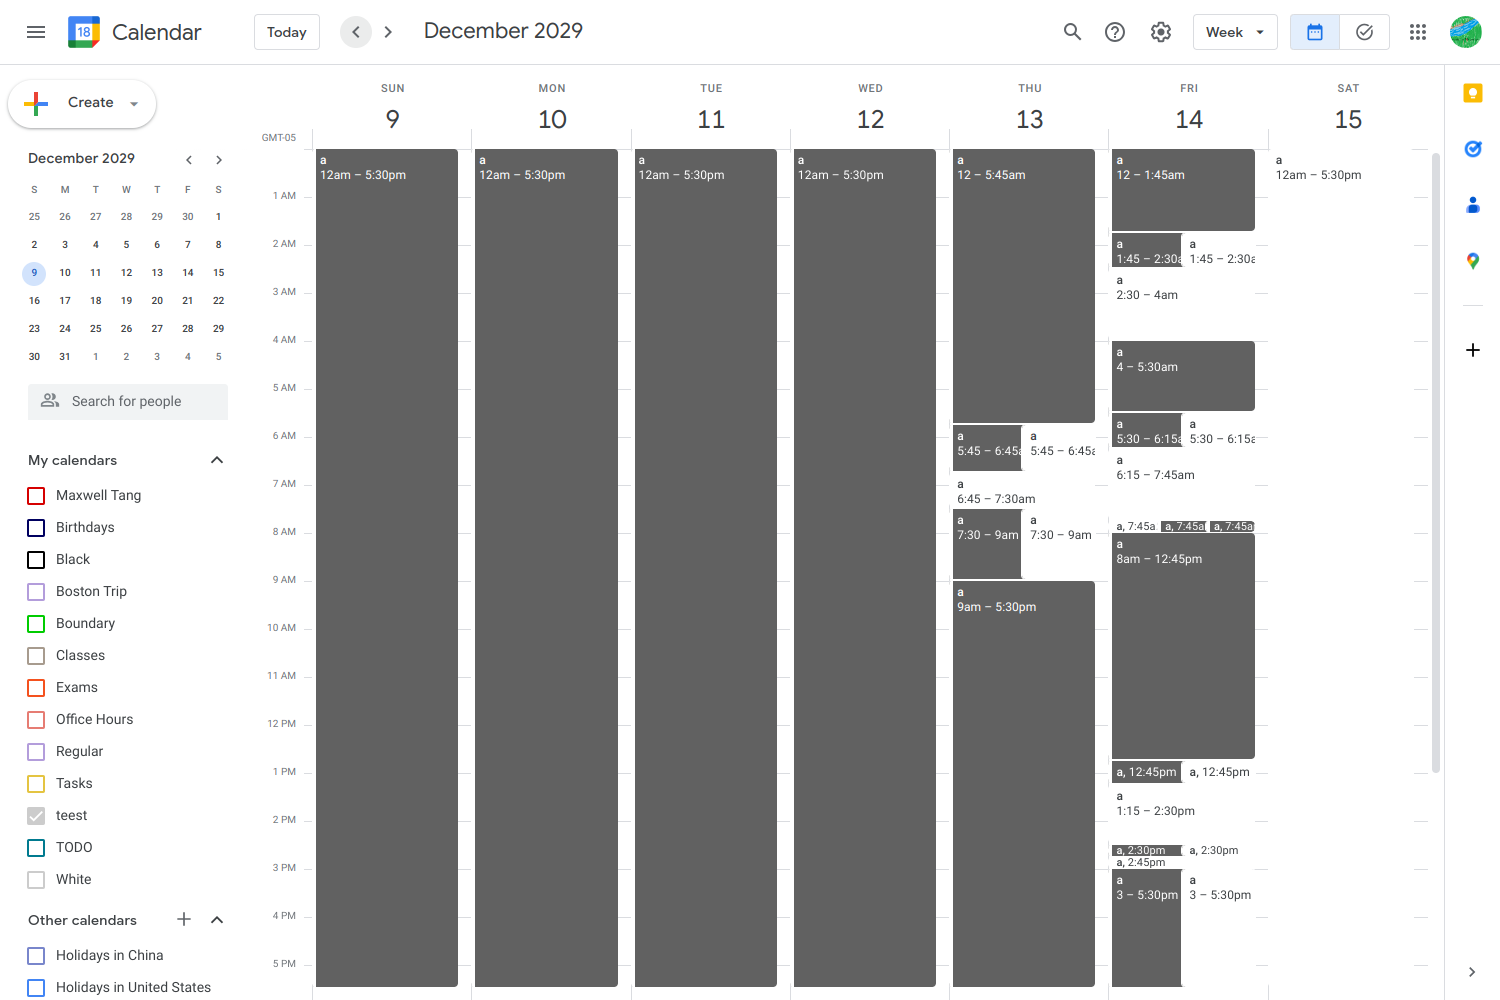 18 Calendar Today December 2029 Week
Create
SUN MON TUE WED THU FRI SAT
9 10 11 12 13 14 15
GMT-05
December 2029
S M T W T F S
25 26 27 28 29 30 1
2 3 4 5 6 7 8
9 10 11 12 13 14 15
16 17 18 19 20 21 22
23 24 25 26 27 28 29
30 31 1 2 3 4 5
Search for people
My calendars
Maxwell Tang
Birthdays
Black
Boston Trip
Boundary
Classes
Exams
Office Hours
Regular
Tasks
teest
TODO
White
Other calendars
Holidays in China
Holidays in United States
1 AM
2 AM
3 AM
4 AM
5 AM
6 AM
7 AM
8 AM
9 AM
10 AM
11 AM
12 PM
1 PM
2 PM
3 PM
4 PM
5 PM
a
12am – 5:30pm
a
12am – 5:30pm
a
12am – 5:30pm
a
12am – 5:30pm
a
12 – 5:45am
a
5:45 – 6:45a
a
5:45 – 6:45a
a
6:45 – 7:30am
a
7:30 – 9am
a
7:30 – 9am
a
9am – 5:30pm
a
12 – 1:45am
a
1:45 – 2:30a
a
1:45 – 2:30a
a
2:30 – 4am
a
4 – 5:30am
a
5:30 – 6:15a
a
5:30 – 6:15a
a
6:15 – 7:45am
a, 7:45a
a, 7:45a
a, 7:45a
a
8am – 12:45pm
a, 12:45pm
a, 12:45pm
a
1:15 – 2:30pm
a, 2:30pm
a, 2:30pm
a, 2:45pm
a
3 – 5:30pm
a
3 – 5:30pm
a
12am – 5:30pm